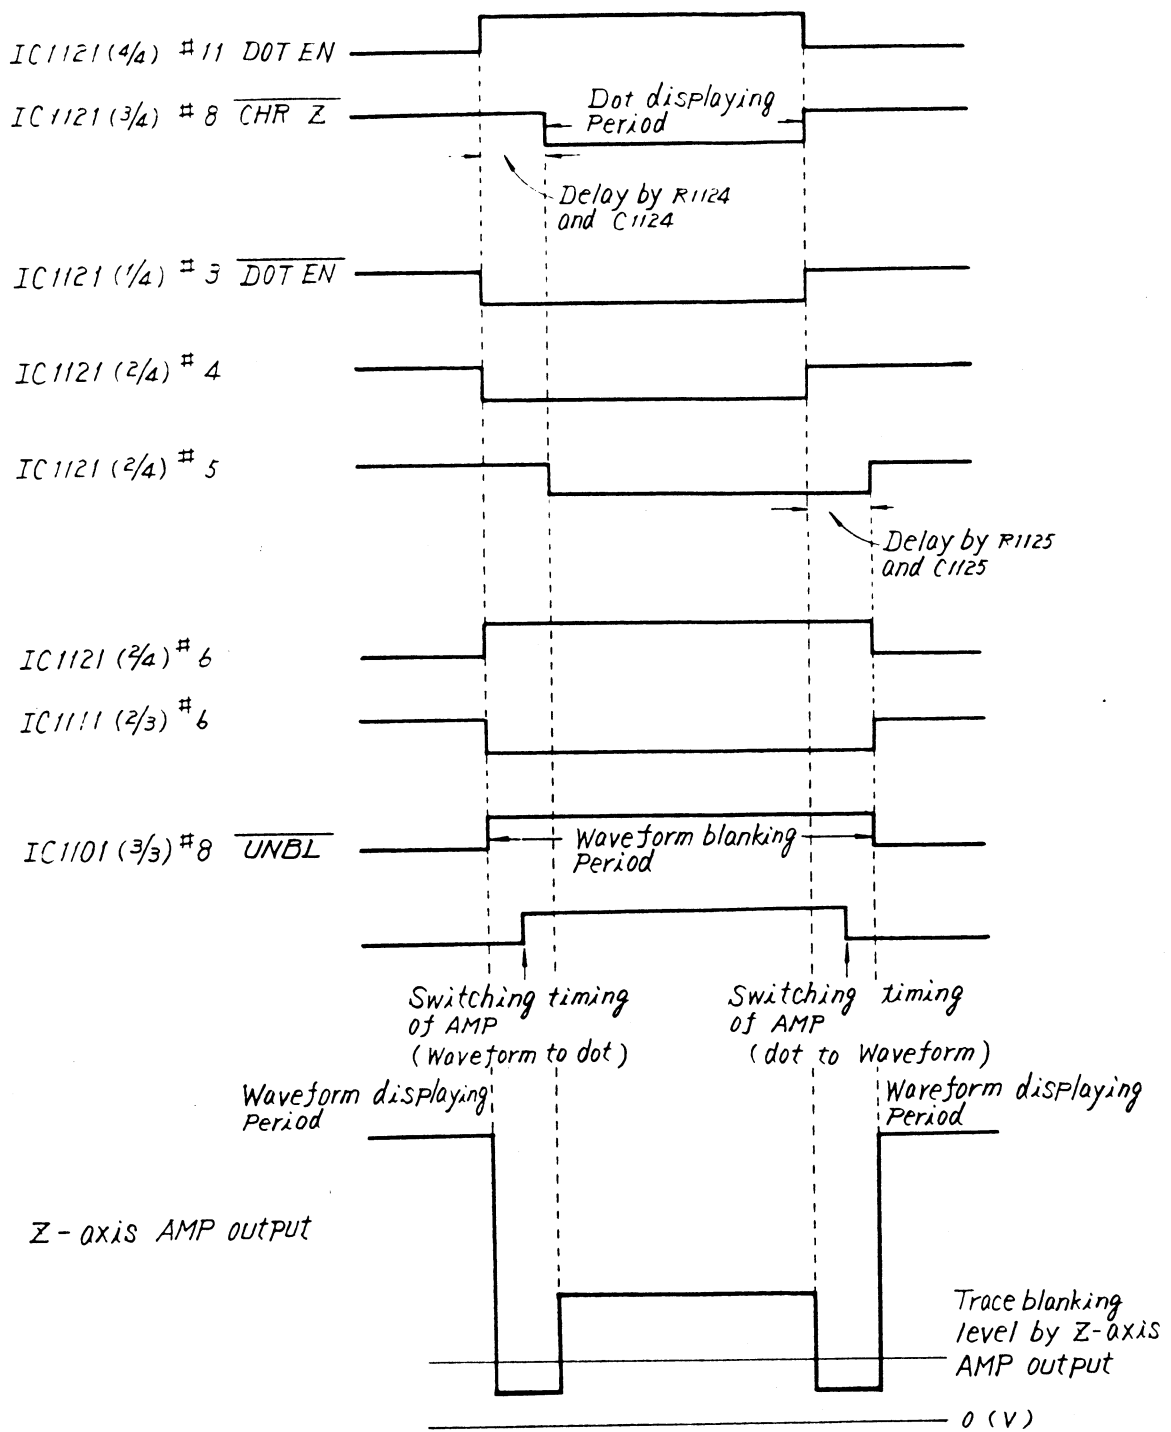 IC1121 (4/4) #11 DOT EN
IC1121 (3/4) #8 CHR Z
Dot displaying
Period
Delay by R1124
and C1124
IC1121 (1/4) #3 DOT EN
IC1121 (2/4) #4
IC1121 (2/4) #5
Delay by R1125
and C1125
IC1121 (2/4) #6
IC1111 (2/3) #6
IC1101 (3/3) #8 UNBL
Waveform blanking
Period
Switching timing
of AMP
(Waveform to dot)
Switching timing
of AMP
(dot to Waveform)
Waveform displaying
Period
Waveform displaying
Period
Z-axis AMP output
Trace blanking
level by Z-axis
AMP output
0 (V)